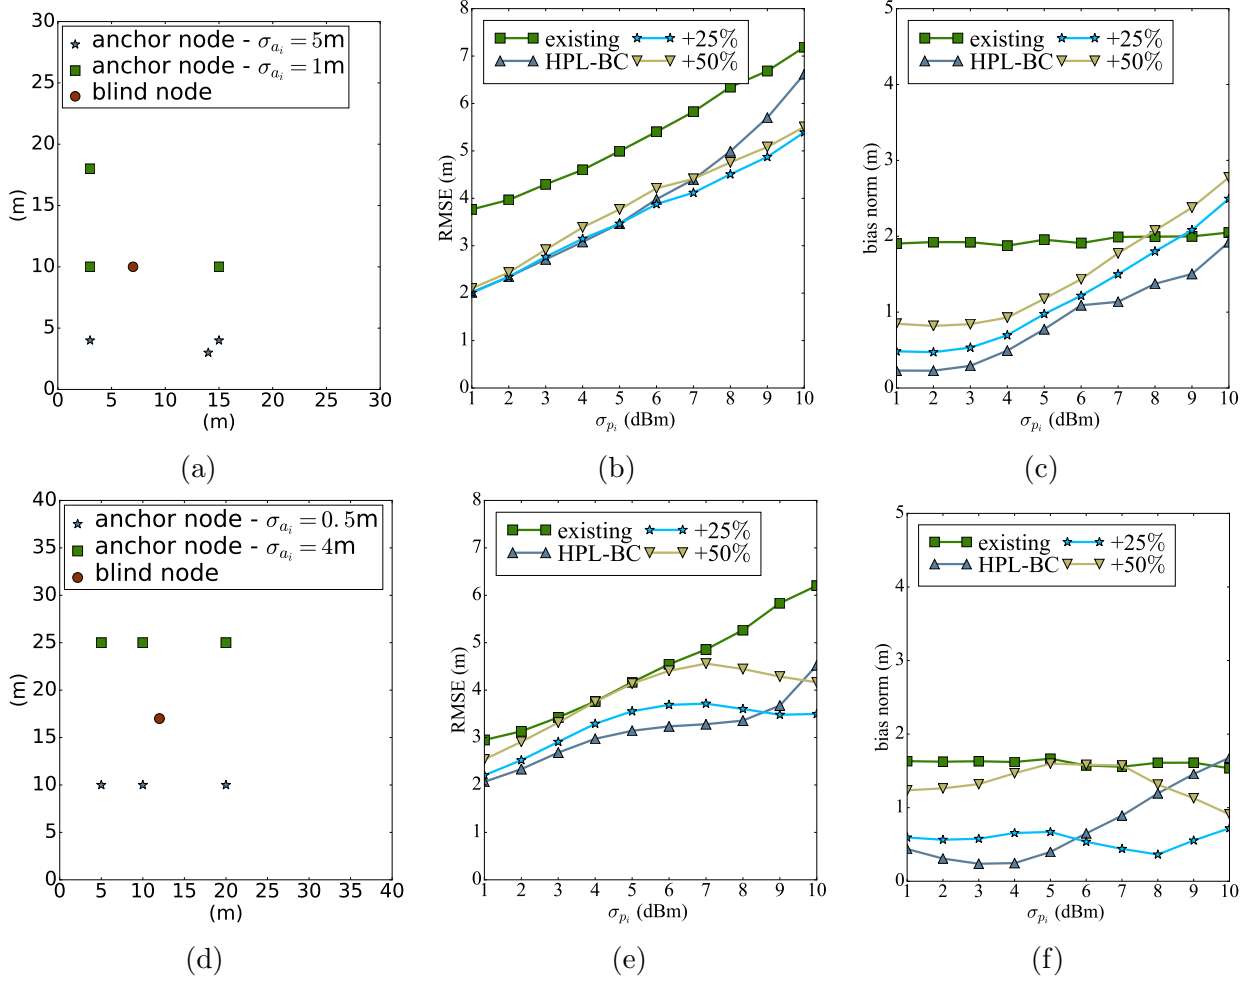 30
25
20
15
10
5
0
0 5 10 15 20 25 30
(m)
(m)
anchor node - σ_{a_i} = 5m
anchor node - σ_{a_i} = 1m
blind node
(a)
8
7
6
5
4
3
2
1
0
1 2 3 4 5 6 7 8 9 10
RMSE (m)
σ_{p_i} (dBm)
existing +25%
HPL-BC +50%
(b)
5
4
3
2
1
0
1 2 3 4 5 6 7 8 9 10
bias norm (m)
σ_{p_i} (dBm)
existing +25%
HPL-BC +50%
(c)
40
35
30
25
20
15
10
5
0
0 5 10 15 20 25 30 35 40
(m)
(m)
anchor node - σ_{a_i} = 0.5m
anchor node - σ_{a_i} = 4m
blind node
(d)
8
7
6
5
4
3
2
1
0
1 2 3 4 5 6 7 8 9 10
RMSE (m)
σ_{p_i} (dBm)
existing +25%
HPL-BC +50%
(e)
5
4
3
2
1
0
1 2 3 4 5 6 7 8 9 10
bias norm (m)
σ_{p_i} (dBm)
existing +25%
HPL-BC +50%
(f)